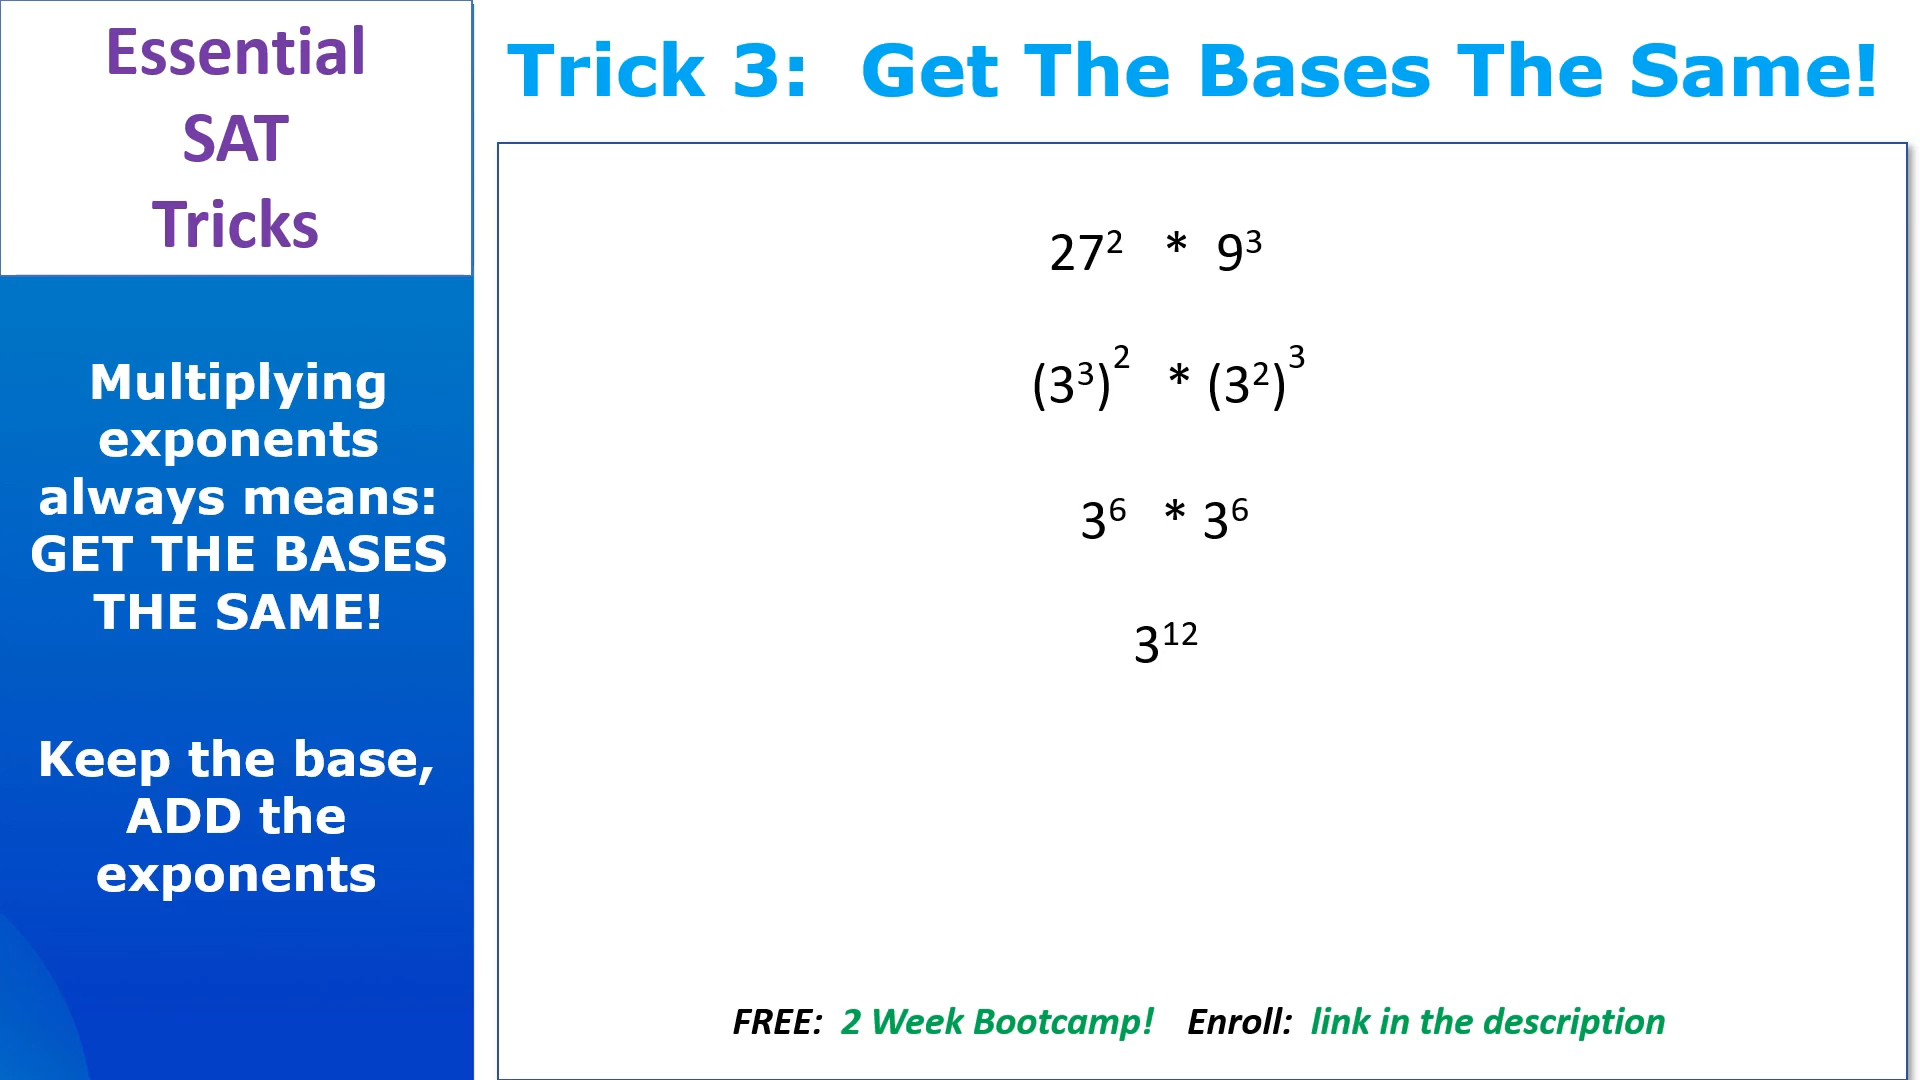 Essential
SAT
Tricks
Trick 3:  Get The Bases The Same!
Multiplying
exponents
always means:
GET THE BASES
THE SAME!
Keep the base,
ADD the
exponents
27² * 9³
(3³)² * (3²)³
3⁶ * 3⁶
3¹²
FREE:  2 Week Bootcamp!   Enroll:  link in the description